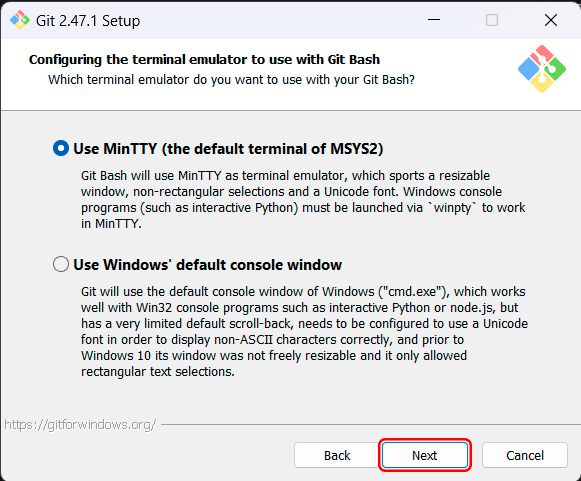 Git 2.47.1 Setup
Configuring the terminal emulator to use with Git Bash
Which terminal emulator do you want to use with your Git Bash?
Use MinTTY (the default terminal of MSYS2)
Git Bash will use MinTTY as terminal emulator, which sports a resizable
window, non-rectangular selections and a Unicode font. Windows console
programs (such as interactive Python) must be launched via `winpty` to work
in MinTTY.
Use Windows' default console window
Git will use the default console window of Windows ("cmd.exe"), which works
well with Win32 console programs such as interactive Python or node.js, but
has a very limited default scroll-back, needs to be configured to use a Unicode
font in order to display non-ASCII characters correctly, and prior to
Windows 10 its window was not freely resizable and it only allowed
rectangular text selections.
https://gitforwindows.org/
Back Next Cancel